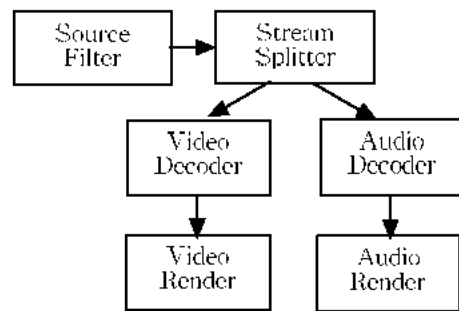 Source
Filter
Stream
Splitter
Video
Decoder
Audio
Decoder
Video
Render
Audio
Render